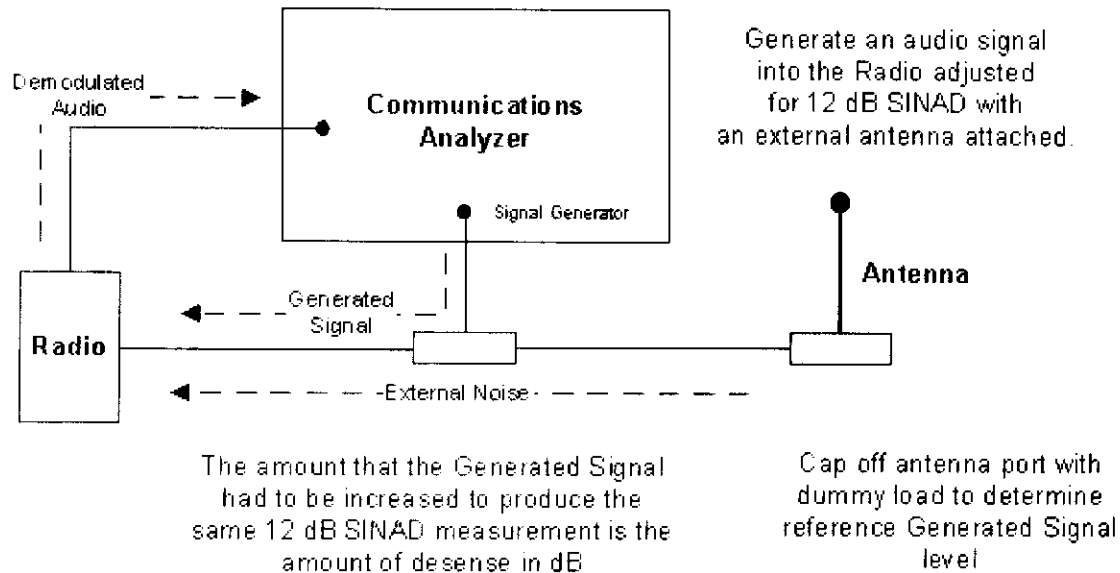 Demodulated
Audio
Communications
Analyzer
Signal Generator
Generate an audio signal
into the Radio adjusted
for 12 dB SINAD with
an external antenna attached.
Antenna
Generated
Signal
Radio
External Noise
The amount that the Generated Signal
had to be increased to produce the
same 12 dB SINAD measurement is the
amount of desense in dB
Cap off antenna port with
dummy load to determine
reference Generated Signal
level